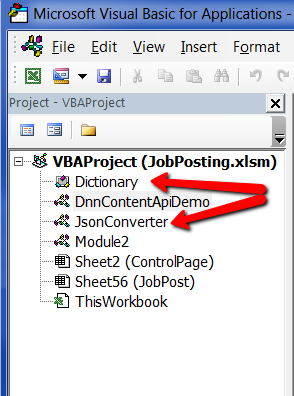 Microsoft Visual Basic for Applications -
File Edit View Insert Format
Project - VBAProject
VBAProject (JobPosting.xlsm)
Dictionary
DnnContentApiDemo
JsonConverter
Module2
Sheet2 (ControlPage)
Sheet56 (JobPost)
ThisWorkbook